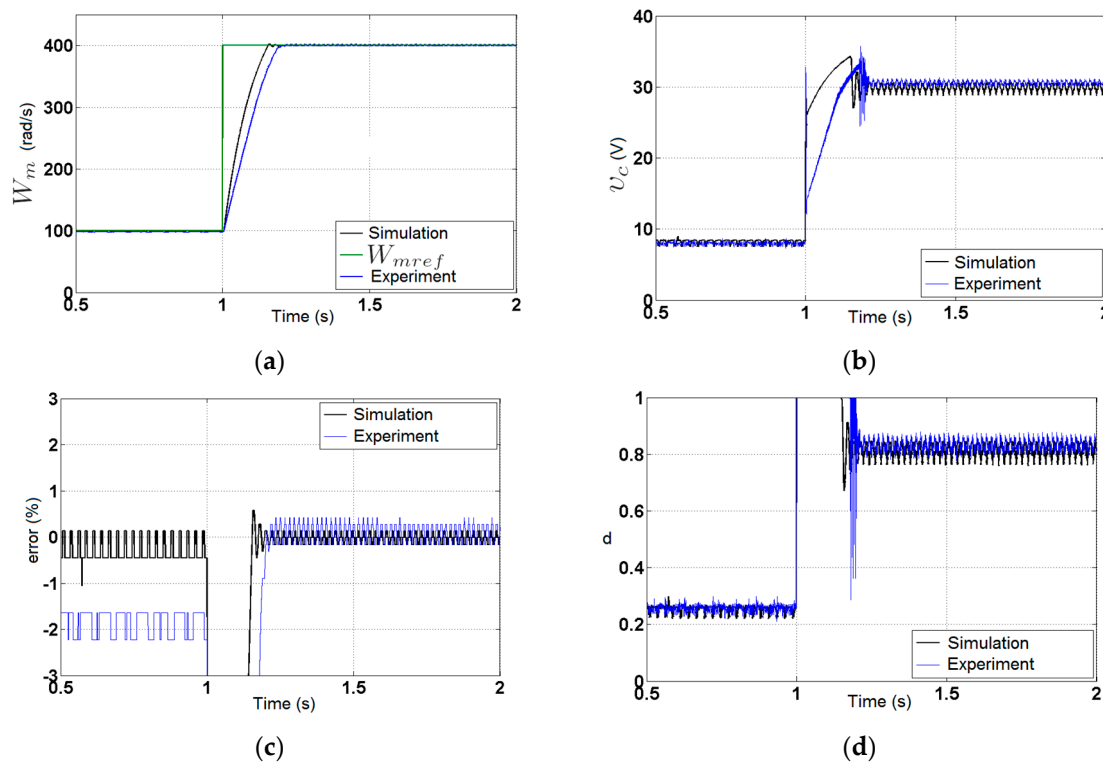 400
400
300
200
100
0
W_m (rad/s)
0.5
1
1.5
2
Time (s)
Simulation
W_mref
Experiment
(a)
40
30
20
10
0
υ_C (V)
0.5
1
1.5
2
Time (s)
Simulation
Experiment
(b)
3
2
1
0
-1
-2
-3
error (%)
0.5
1
1.5
2
Time (s)
Simulation
Experiment
(c)
1
0.8
0.6
0.4
0.2
0
d
0.5
1
1.5
2
Time (s)
Simulation
Experiment
(d)